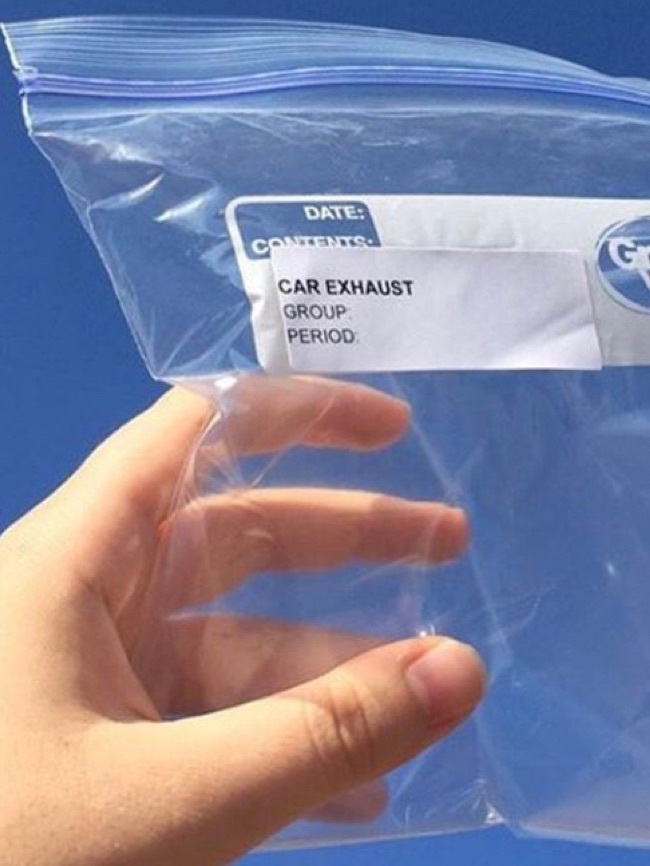 DATE:
CONTENTS:
CAR EXHAUST
GROUP:
PERIOD: